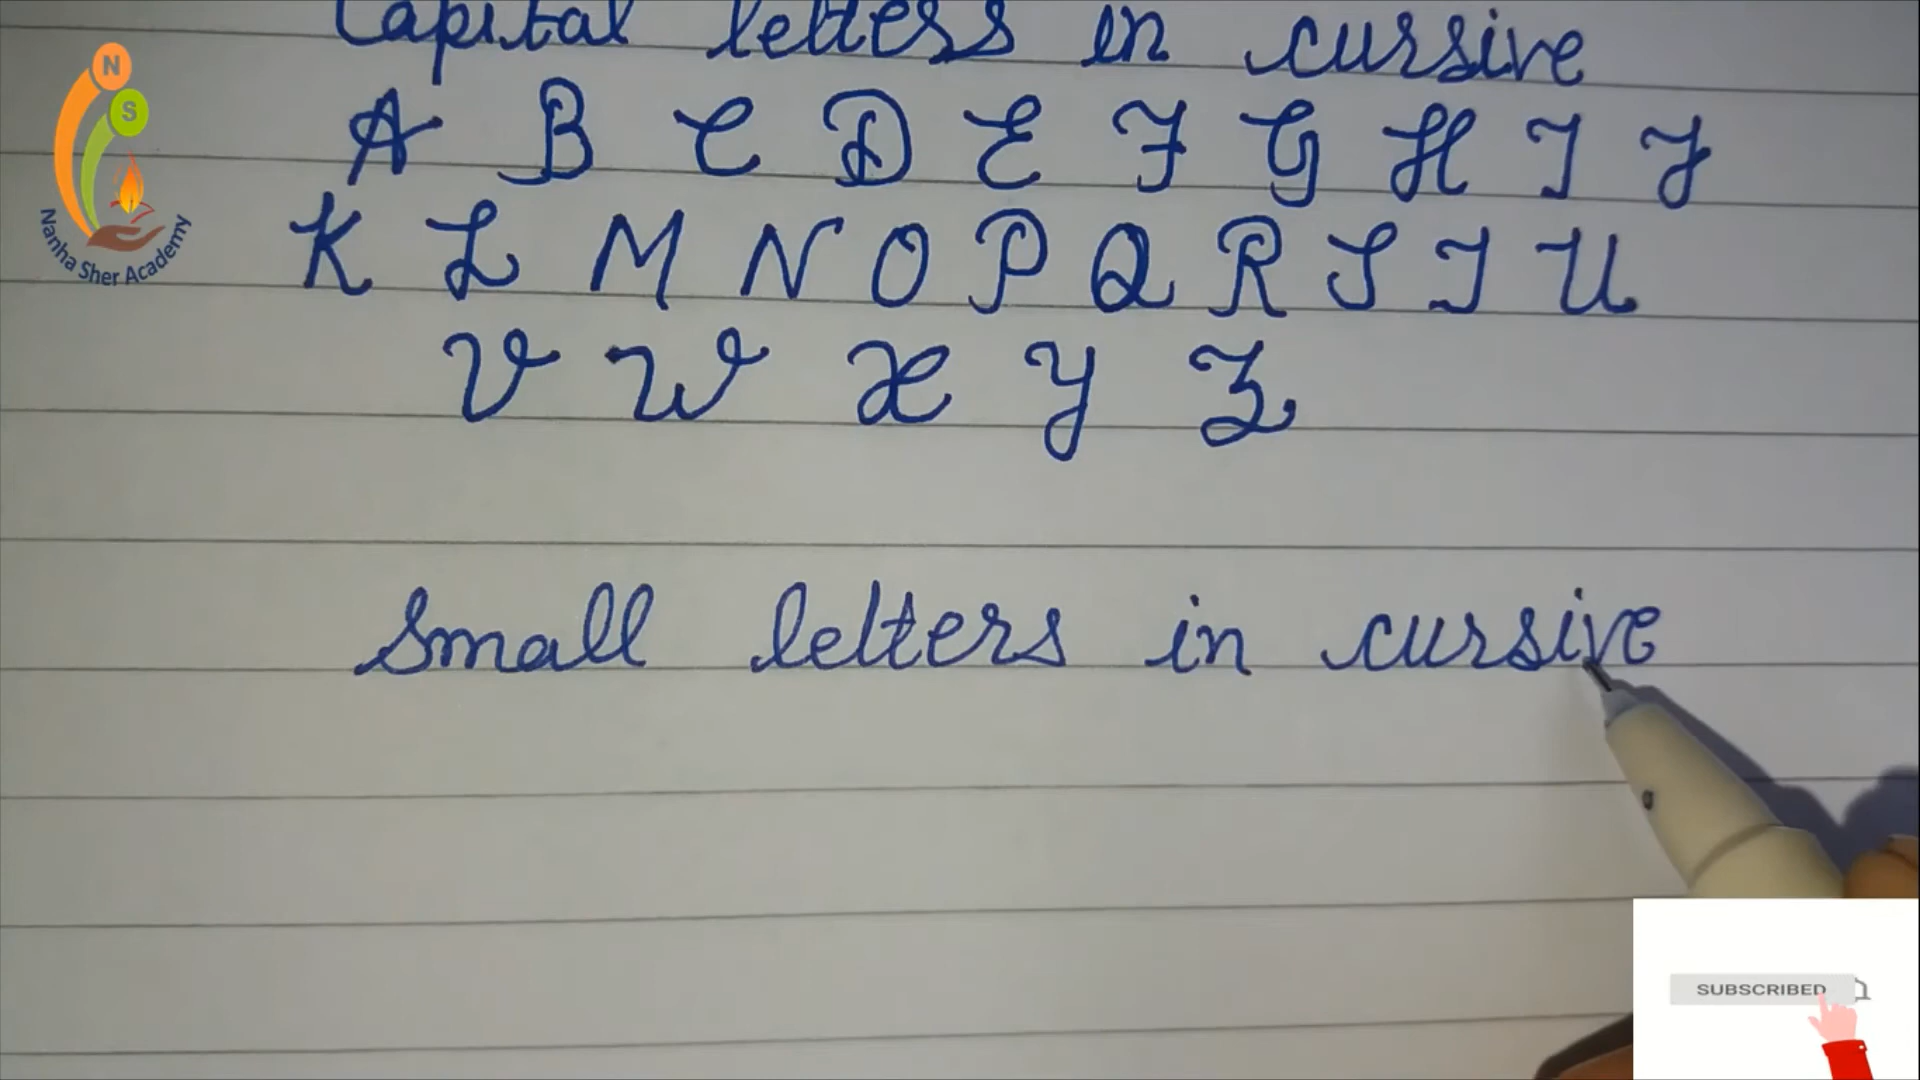 Capital letters in cursive
A B C D E F G H I J
K L M N O P Q R S T U
V W X Y Z
Small letters in cursive
N
S
Nanha Sher Academy
SUBSCRIBED